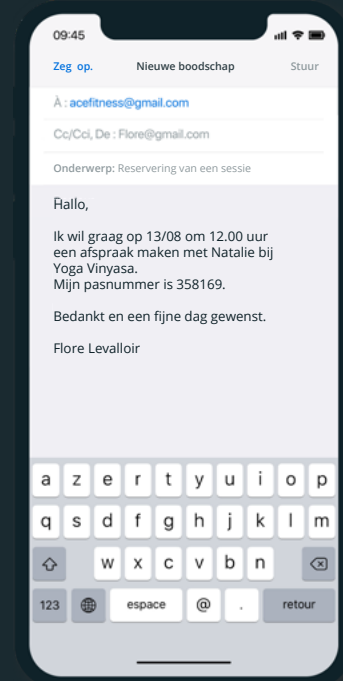 09:45
Zeg op. Nieuwe boodschap Stuur
À : acefitness@gmail.com
Cc/Cci, De : Flore@gmail.com
Onderwerp: Reservering van een sessie
Hallo,
Ik wil graag op 13/08 om 12.00 uur
een afspraak maken met Natalie bij
Yoga Vinyasa.
Mijn pasnummer is 358169.
Bedankt en een fijne dag gewenst.
Flore Levalloir
a z e r t y u i o p
q s d f g h j k l m
w x c v b n
123 espace @ . retour